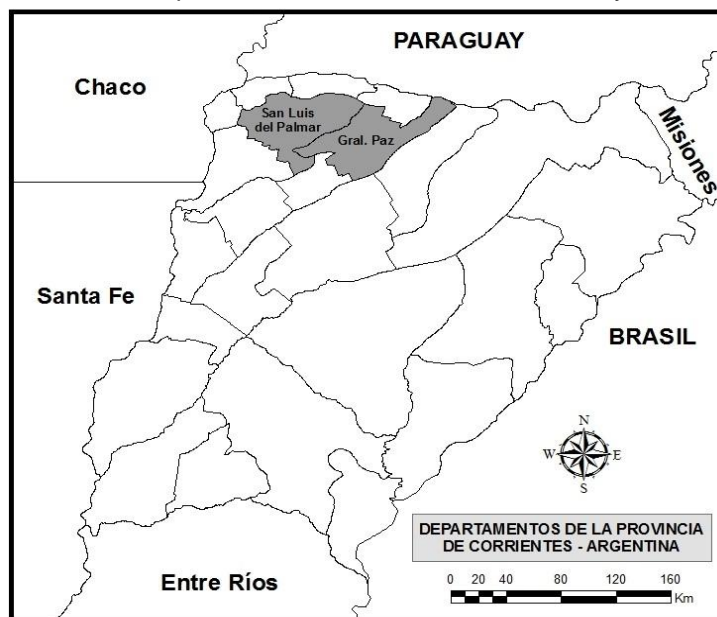 PARAGUAY
Chaco
San Luis
del Palmar
Gral. Paz
Misiones
Santa Fe
BRASIL
N
W
E
S
DEPARTAMENTOS DE LA PROVINCIA
DE CORRIENTES - ARGENTINA
Entre Ríos
0 20 40 80 120 160
Km